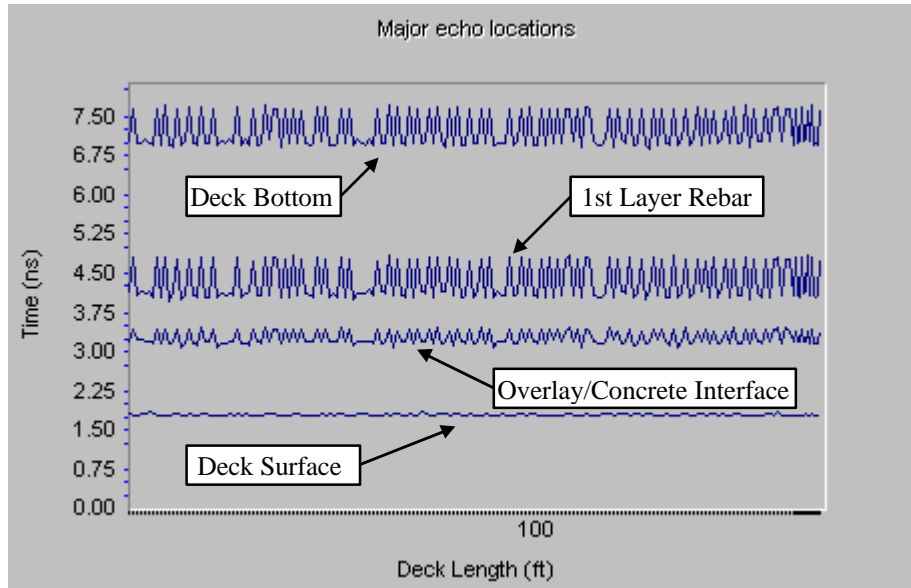 Major echo locations
7.50
6.75
6.00
Deck Bottom
1st Layer Rebar
5.25
4.50
Time (ns)
3.75
3.00
Overlay/Concrete Interface
2.25
1.50
Deck Surface
0.75
0.00
100
Deck Length (ft)